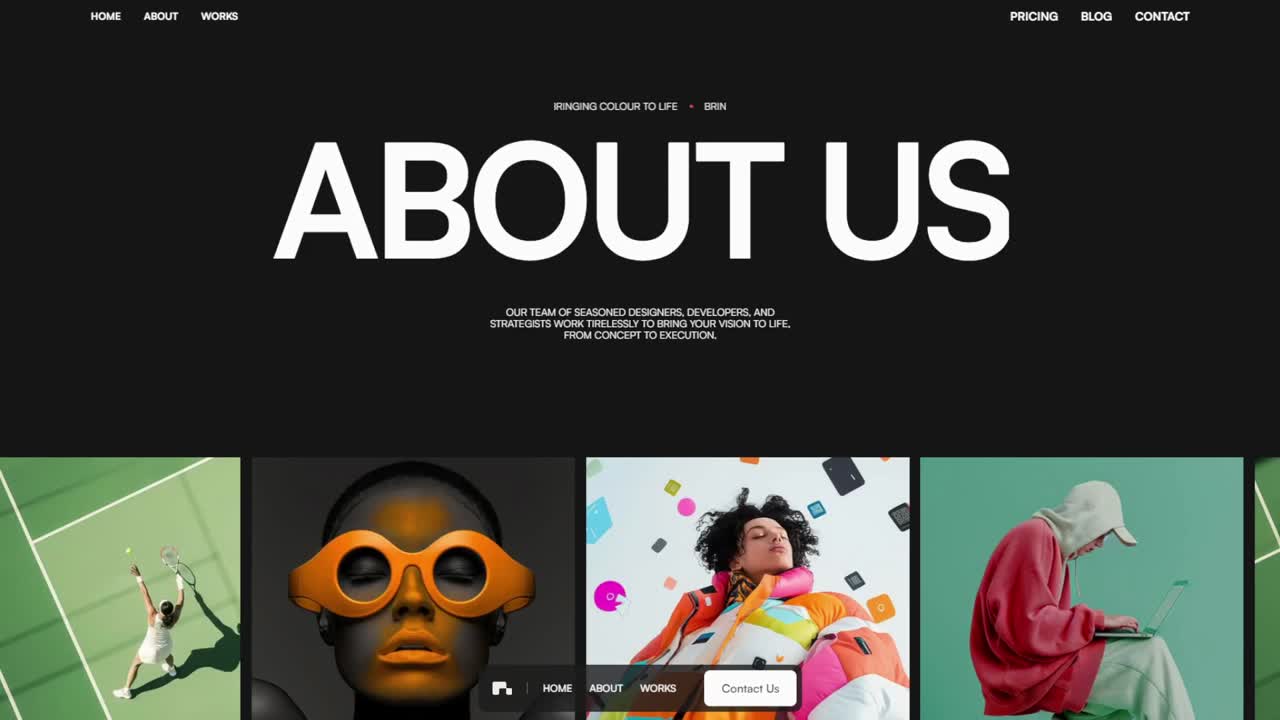 HOME ABOUT WORKS PRICING BLOG CONTACT
RINGING COLOUR TO LIFE • BRIN
ABOUT US
OUR TEAM OF SEASONED DESIGNERS, DEVELOPERS, AND
STRATEGISTS WORK TIRELESSLY TO BRING YOUR VISION TO LIFE,
FROM CONCEPT TO EXECUTION.
HOME ABOUT WORKS Contact Us